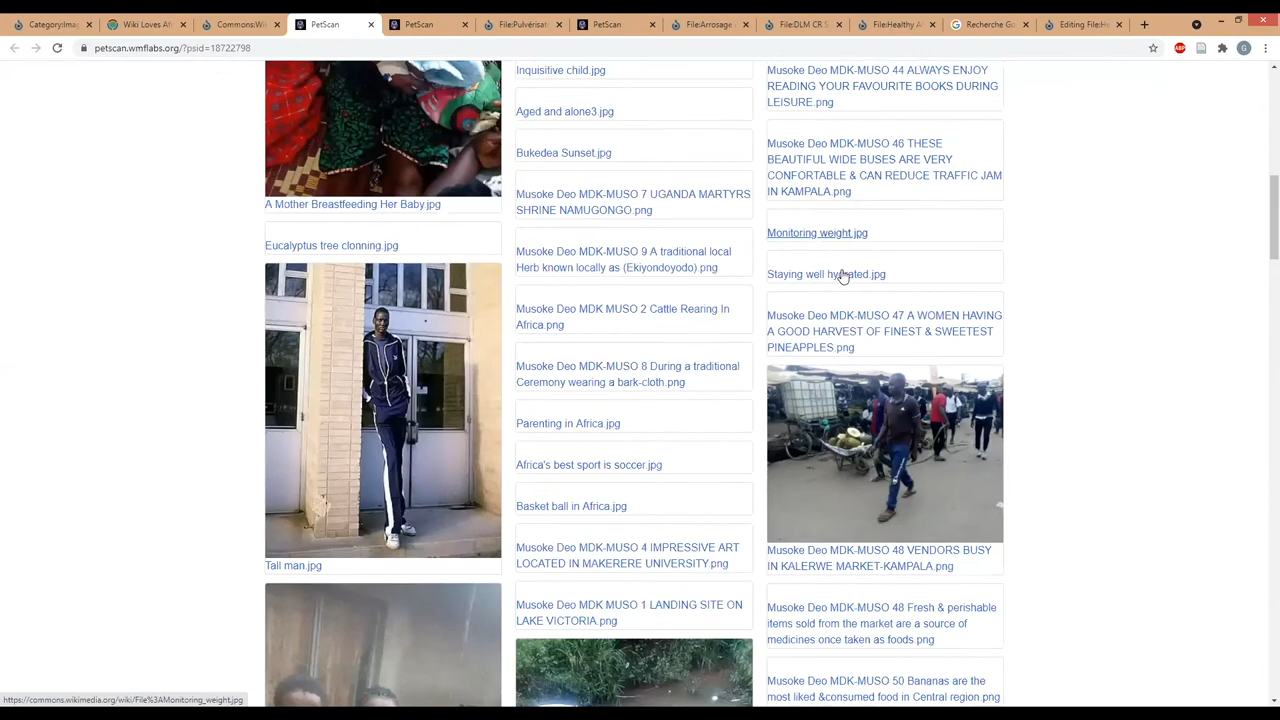 Category:Imag
Wiki Loves Afr
Commons:Wiki
PetScan
PetScan
File:Pulvérisat
PetScan
File:Arrosage
File:DLM CR S
File:Healthy A
Recherche Go
Editing File:He
petscan.wmflabs.org/?psid=18722798
A Mother Breastfeeding Her Baby.jpg
Eucalyptus tree clonning.jpg
Tall man.jpg
Inquisitive child.jpg
Aged and alone3.jpg
Bukedea Sunset.jpg
Musoke Deo MDK-MUSO 7 UGANDA MARTYRS
SHRINE NAMUGONGO.png
Musoke Deo MDK-MUSO 9 A traditional local
Herb known locally as (Ekiyondoyodo).png
Musoke Deo MDK MUSO 2 Cattle Rearing In
Africa.png
Musoke Deo MDK-MUSO 8 During a traditional
Ceremony wearing a bark-cloth.png
Parenting in Africa.jpg
Africa's best sport is soccer.jpg
Basket ball in Africa.jpg
Musoke Deo MDK-MUSO 4 IMPRESSIVE ART
LOCATED IN MAKERERE UNIVERSITY.png
Musoke Deo MDK MUSO 1 LANDING SITE ON
LAKE VICTORIA.png
Musoke Deo MDK-MUSO 44 ALWAYS ENJOY
READING YOUR FAVOURITE BOOKS DURING
LEISURE.png
Musoke Deo MDK-MUSO 46 THESE
BEAUTIFUL WIDE BUSES ARE VERY
CONFORTABLE & CAN REDUCE TRAFFIC JAM
IN KAMPALA.png
Monitoring weight.jpg
Staying well hydrated.jpg
Musoke Deo MDK-MUSO 47 A WOMEN HAVING
A GOOD HARVEST OF FINEST & SWEETEST
PINEAPPLES.png
Musoke Deo MDK-MUSO 48 VENDORS BUSY
IN KALERWE MARKET-KAMPALA.png
Musoke Deo MDK-MUSO 48 Fresh & perishable
items sold from the market are a source of
medicines once taken as foods png
Musoke Deo MDK-MUSO 50 Bananas are the
most liked &consumed food in Central region.png
https://commons.wikimedia.org/wiki/File%3AMonitoring_weight.jpg
ABP
G